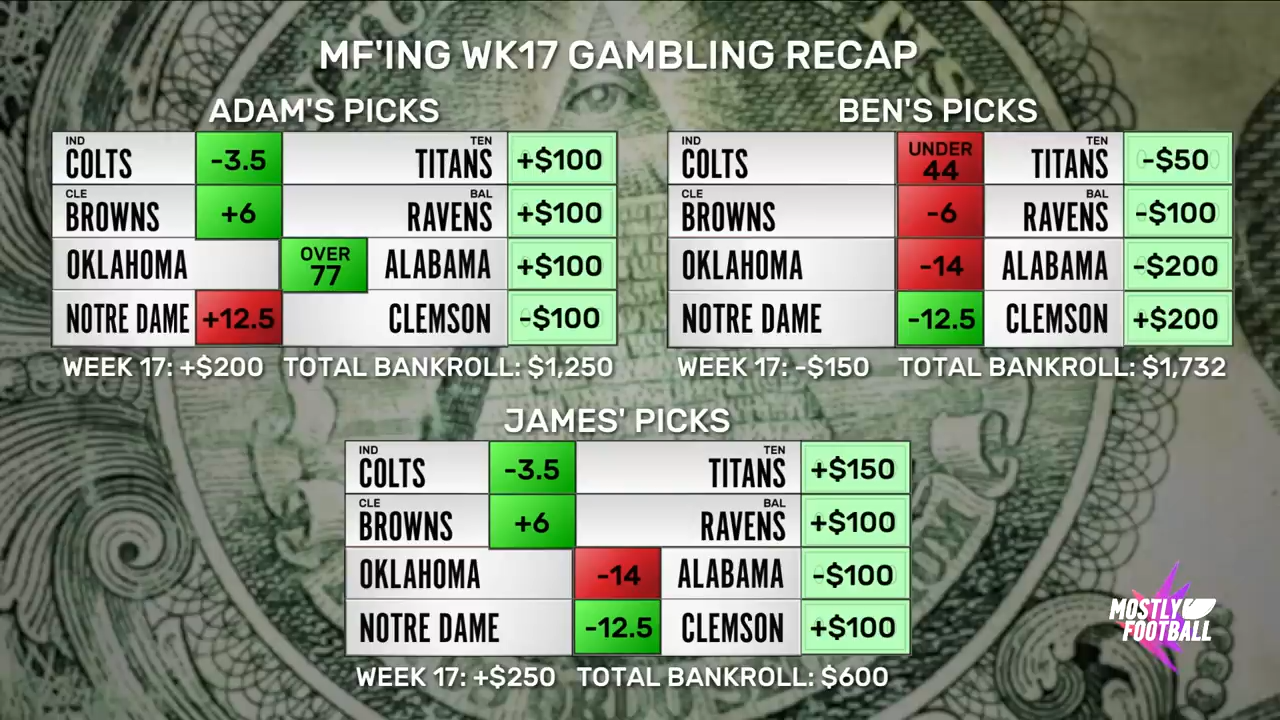 MF'ING WK17 GAMBLING RECAP
ADAM'S PICKS
IND COLTS -3.5 TEN TITANS +$100
CLE BROWNS +6 BAL RAVENS +$100
OKLAHOMA OVER 77 ALABAMA +$100
NOTRE DAME +12.5 CLEMSON -$100
WEEK 17: +$200 TOTAL BANKROLL: $1,250
BEN'S PICKS
IND COLTS UNDER 44 TEN TITANS -$50
CLE BROWNS -6 BAL RAVENS -$100
OKLAHOMA -14 ALABAMA -$200
NOTRE DAME -12.5 CLEMSON +$200
WEEK 17: -$150 TOTAL BANKROLL: $1,732
JAMES' PICKS
IND COLTS -3.5 TEN TITANS +$150
CLE BROWNS +6 BAL RAVENS +$100
OKLAHOMA -14 ALABAMA -$100
NOTRE DAME -12.5 CLEMSON +$100
WEEK 17: +$250 TOTAL BANKROLL: $600
MOSTLY
FOOTBALL